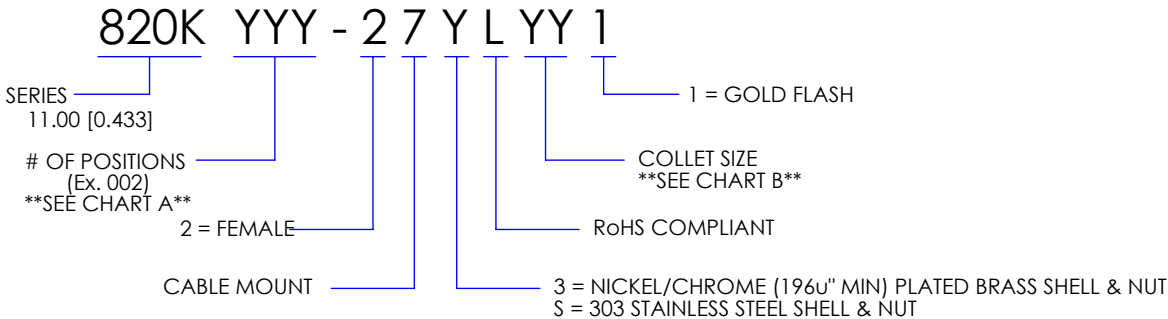 820K YYY - 2 7 Y L YY 1
SERIES
11.00 [0.433]
1 = GOLD FLASH
# OF POSITIONS
(Ex. 002)
**SEE CHART A**
COLLET SIZE
**SEE CHART B**
2 = FEMALE
RoHS COMPLIANT
CABLE MOUNT
3 = NICKEL/CHROME (196u" MIN) PLATED BRASS SHELL & NUT
S = 303 STAINLESS STEEL SHELL & NUT